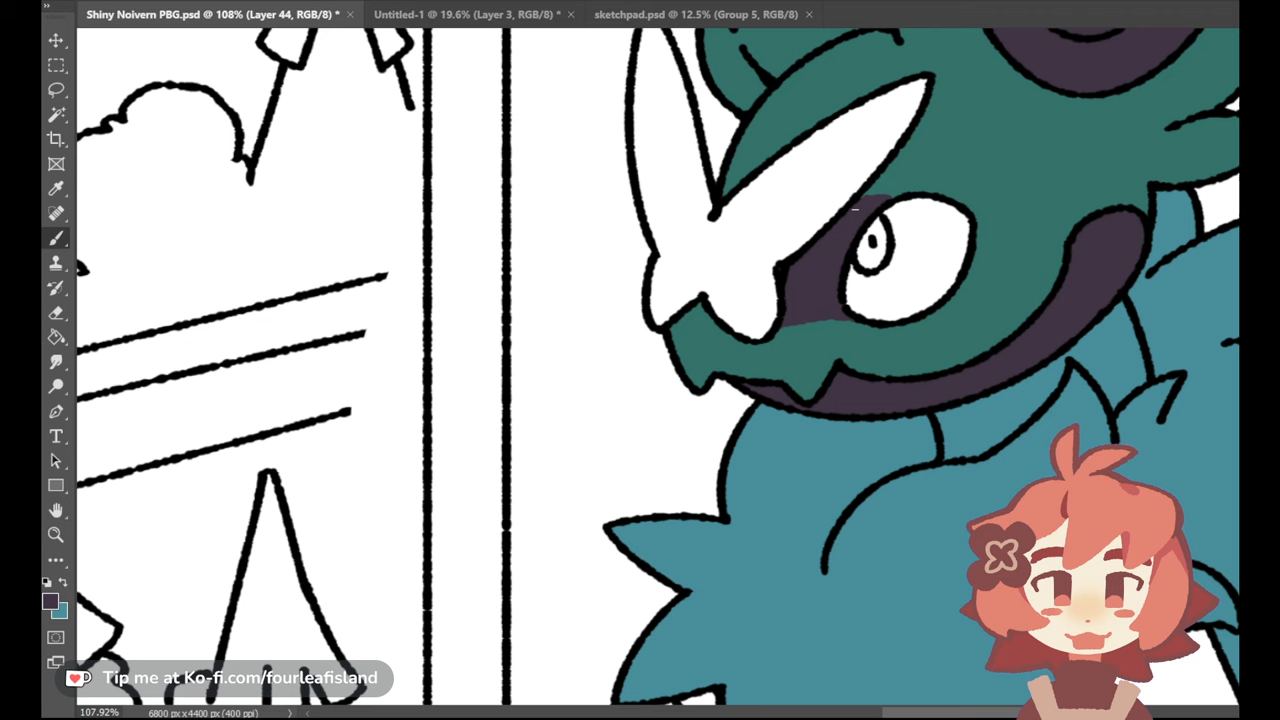 Shiny Noivern PBG.psd @ 108% (Layer 44, RGB/8) * × Untitled-1 @ 19.6% (Layer 3, RGB/8) * × sketchpad.psd @ 12.5% (Group 5, RGB/8) ×
T
Tip me at Ko-fi.com/fourleafisland
107.92% 6800 px x 4400 px (400 ppi)